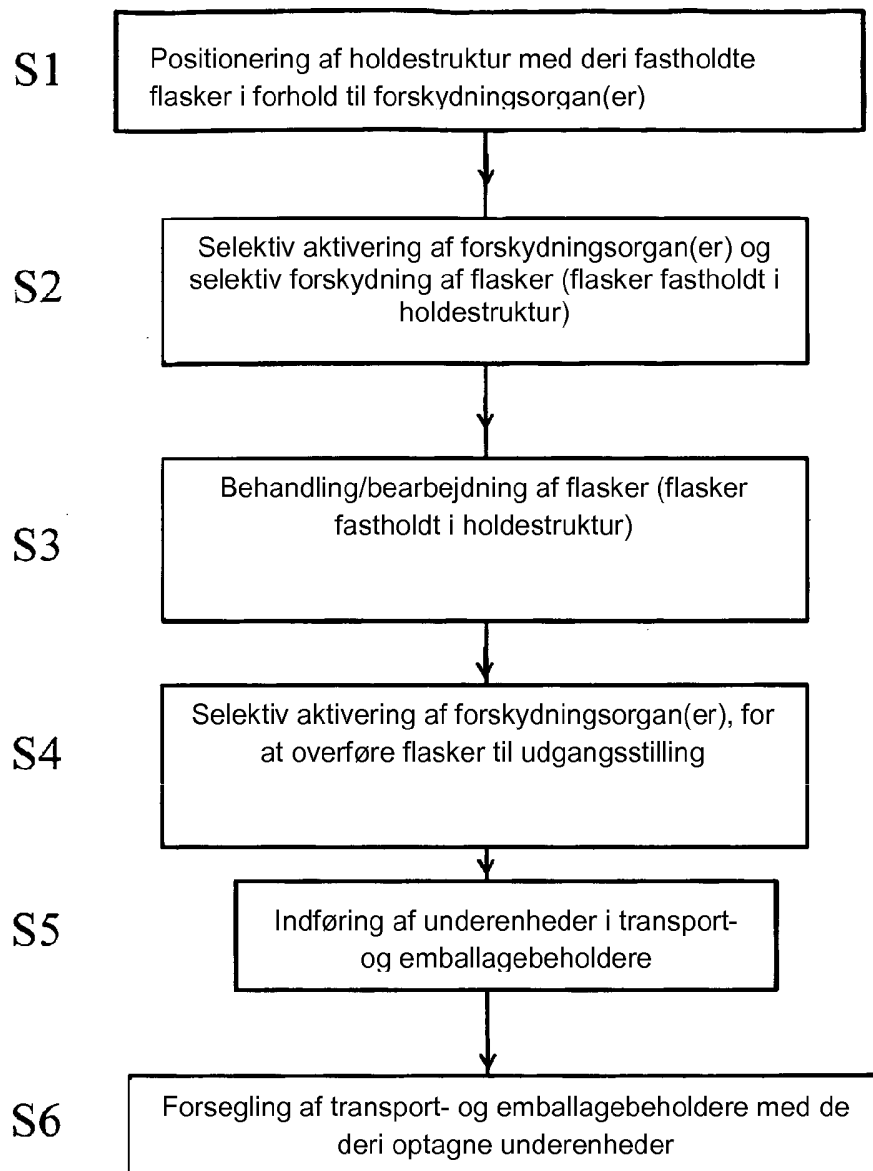 S1
Positionering af holdestruktur med deri fastholdte
flasker i forhold til forskydningsorgan(er)
S2
Selektiv aktivering af forskydningsorgan(er) og
selektiv forskydning af flasker (flasker fastholdt i
holdestruktur)
S3
Behandling/bearbejdning af flasker (flasker
fastholdt i holdestruktur)
S4
Selektiv aktivering af forskydningsorgan(er), for
at overføre flasker til udgangsstilling
S5
Indføring af underenheder i transport-
og emballagebeholdere
S6
Forsegling af transport- og emballagebeholdere med de
deri optagne underenheder